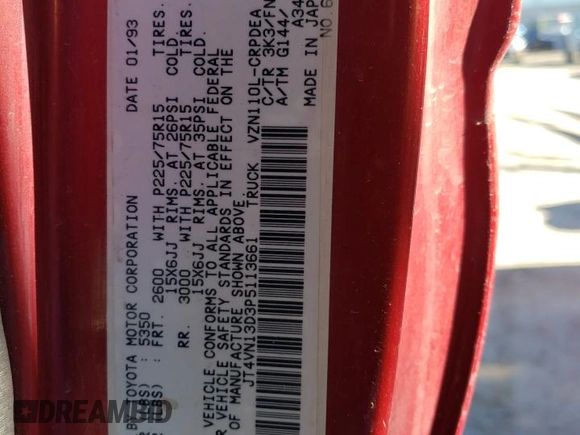 BY TOYOTA MOTOR CORPORATION DATE 01/93
: 5350
: FRT. 2600 WITH P225/75R15 TIRES.
15X6JJ RIMS. AT 26PSI COLD.
RR. 3000 WITH P225/75R15 TIRES.
15X6JJ RIMS. AT 35PSI COLD.
VEHICLE CONFORMS TO ALL APPLICABLE FEDERAL
VEHICLE SAFETY STANDARDS IN EFFECT ON THE
OF MANUFACTURE SHOWN ABOVE.
JT4VN13D3P5113661 TRUCK VZN110L-CRPDEA
C/TR 3K3/FN
A/TM G144/
A34
MADE IN JAP
NO.6
DREAMBID